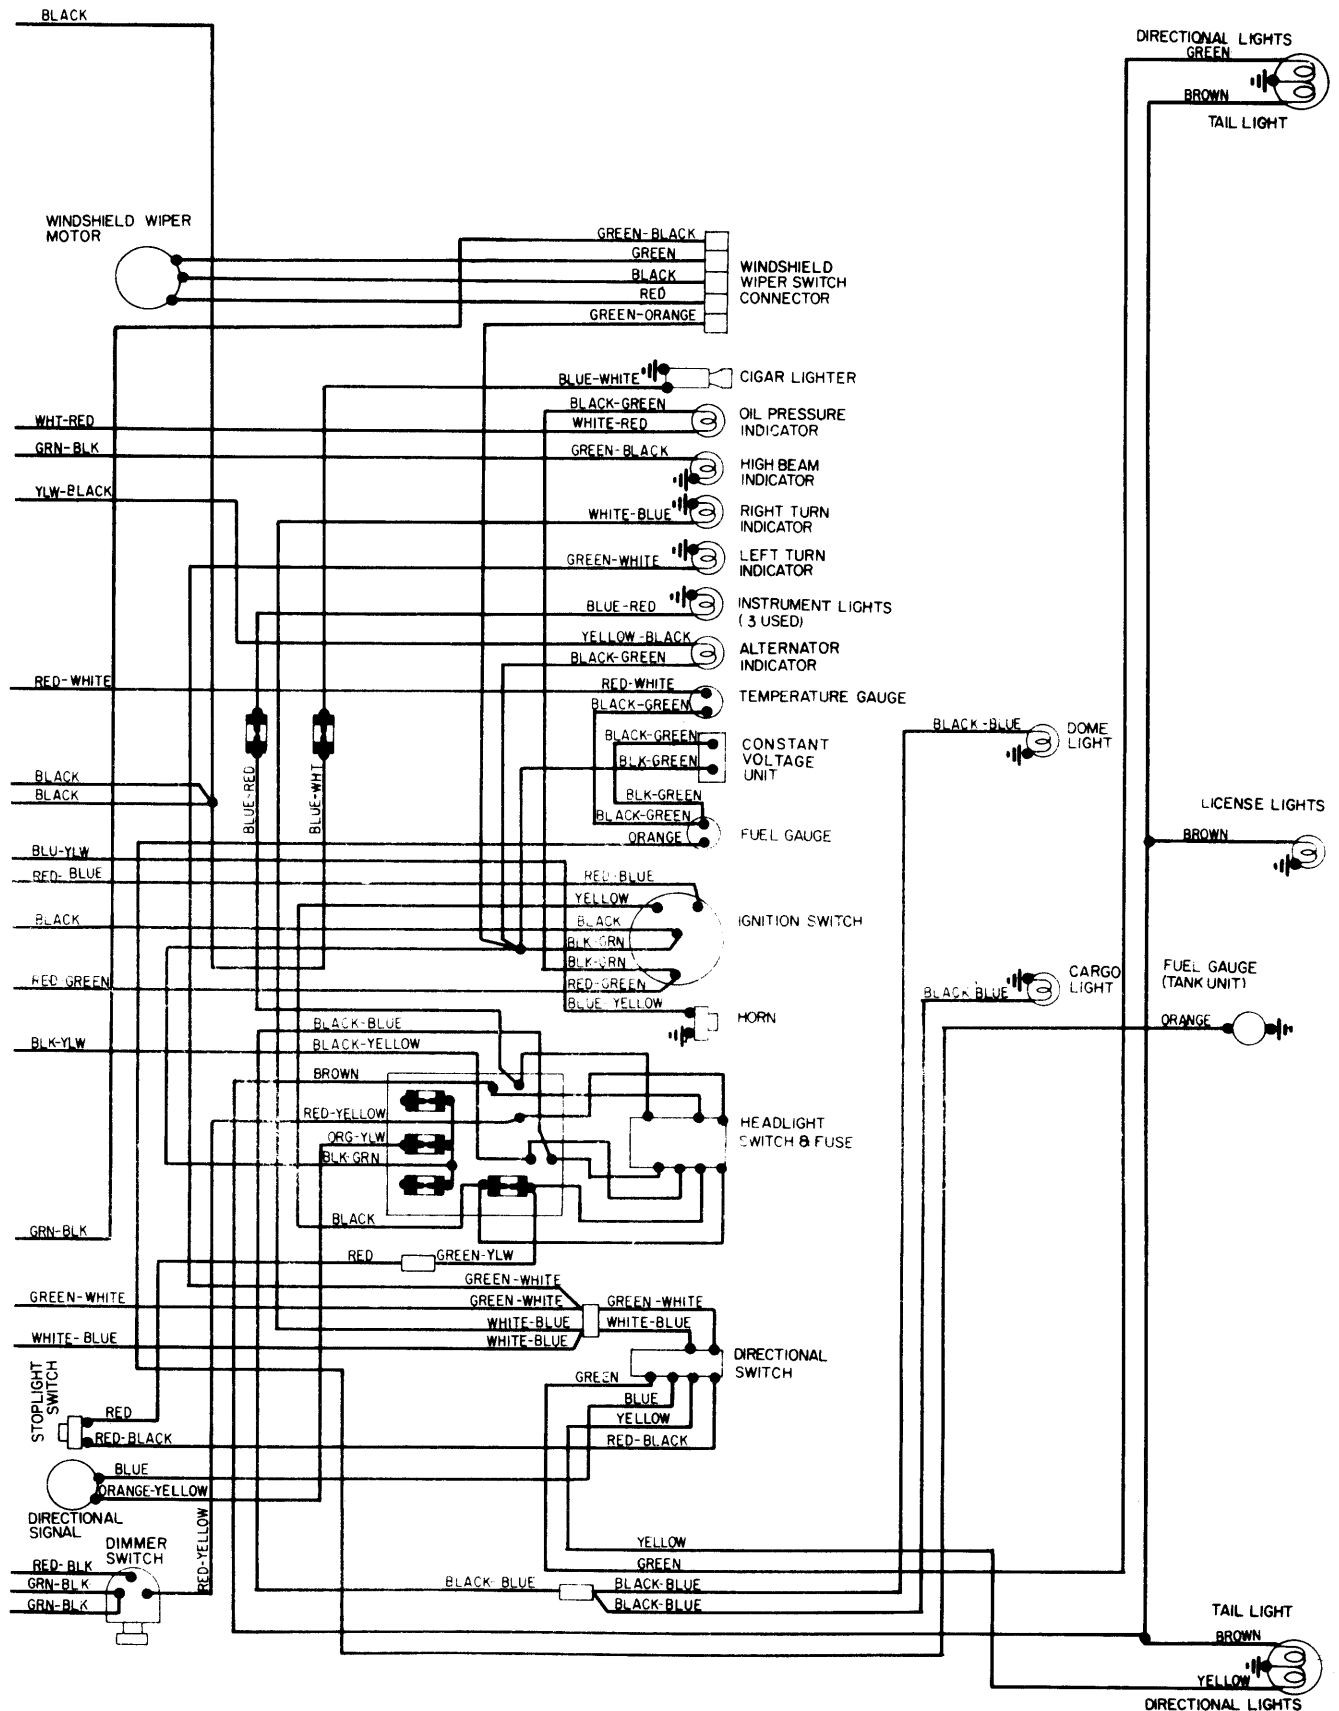 BLACK
DIRECTIONAL LIGHTS
GREEN
BROWN
TAIL LIGHT
WINDSHIELD WIPER
MOTOR
GREEN-BLACK
GREEN
BLACK
RED
GREEN-ORANGE
WINDSHIELD
WIPER SWITCH
CONNECTOR
BLUE-WHITE
CIGAR LIGHTER
BLACK-GREEN
WHT-RED
WHITE-RED
OIL PRESSURE
INDICATOR
GRN-BLK
GREEN-BLACK
HIGH BEAM
INDICATOR
YLW-BLACK
WHITE-BLUE
RIGHT TURN
INDICATOR
GREEN-WHITE
LEFT TURN
INDICATOR
BLUE-RED
INSTRUMENT LIGHTS
(3 USED)
YELLOW-BLACK
BLACK-GREEN
ALTERNATOR
INDICATOR
RED-WHITE
RED-WHITE
BLACK-GREEN
TEMPERATURE GAUGE
BLACK-BLUE
DOME
LIGHT
BLACK-GREEN
BLK-GREEN
CONSTANT
VOLTAGE
UNIT
BLACK
BLACK
BLUE-RED
BLUE-WHT
BLK-GREEN
BLACK-GREEN
ORANGE
FUEL GAUGE
LICENSE LIGHTS
BROWN
BLU-YLW
RED-BLUE
RED-BLUE
YELLOW
BLACK
BLACK
BLK-GRN
BLK-GRN
IGNITION SWITCH
RED GREEN
RED-GREEN
BLUE-YELLOW
HORN
BLACK BLUE
CARGO
LIGHT
FUEL GAUGE
(TANK UNIT)
ORANGE
BLACK-BLUE
BLK-YLW
BLACK-YELLOW
BROWN
RED-YELLOW
ORG-YLW
BLK GRN
HEADLIGHT
SWITCH & FUSE
BLACK
GRN-BLK
RED
GREEN-YLW
GREEN-WHITE
GREEN-WHITE
GREEN-WHITE
GREEN-WHITE
WHITE-BLUE
WHITE-BLUE
WHITE-BLUE
WHITE-BLUE
DIRECTIONAL
SWITCH
STOPLIGHT
SWITCH
GREEN
BLUE
YELLOW
RED-BLACK
RED
RED-BLACK
BLUE
ORANGE-YELLOW
DIRECTIONAL
SIGNAL
RED-YELLOW
DIMMER
SWITCH
RED-BLK
GRN-BLK
GRN-BLK
YELLOW
GREEN
BLACK-BLUE
BLACK-BLUE
BLACK-BLUE
TAIL LIGHT
BROWN
YELLOW
DIRECTIONAL LIGHTS